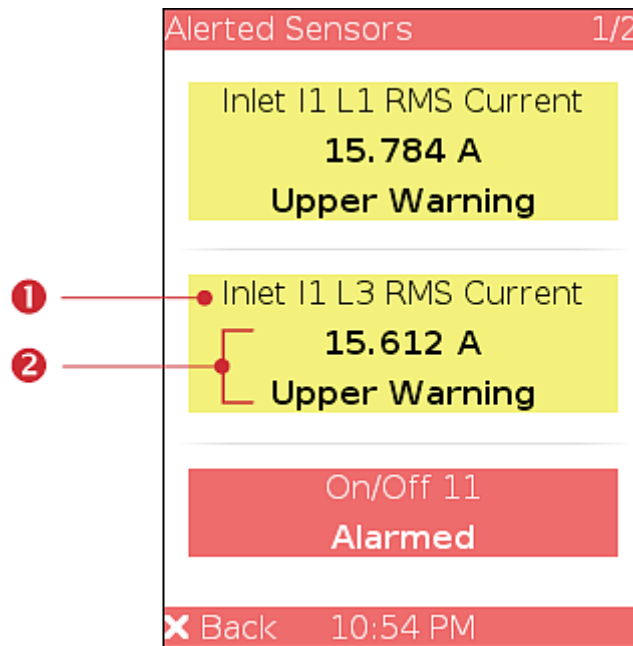 Alerted Sensors 1/2
Inlet I1 L1 RMS Current
15.784 A
Upper Warning
1 Inlet I1 L3 RMS Current
2 15.612 A
Upper Warning
On/Off 11
Alarmed
Back 10:54 PM